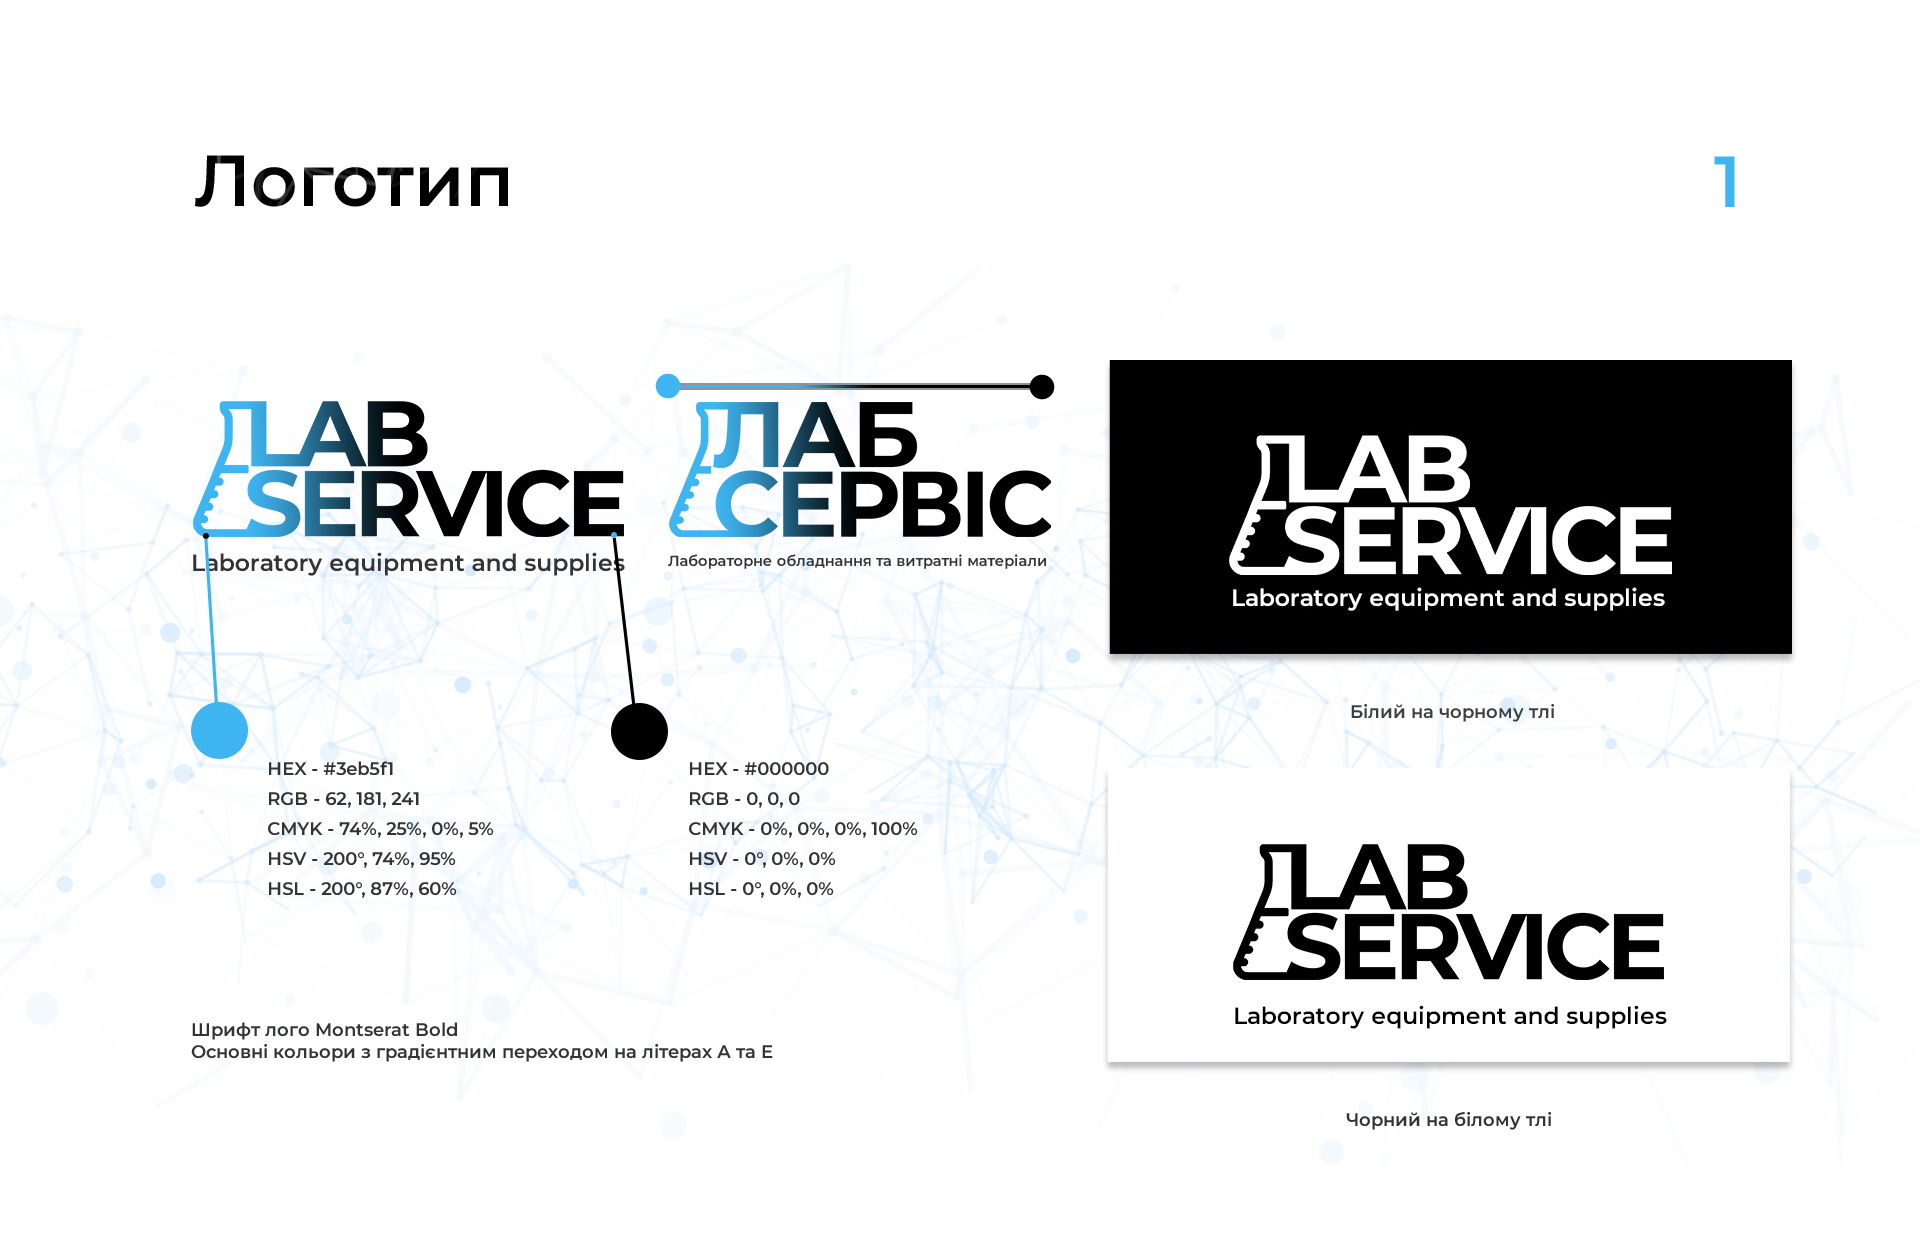 Логотип
1
LAB
SERVICE
Laboratory equipment and supplies
ЛАБ
СЕРВІС
Лабораторне обладнання та витратні матеріали
HEX - #3eb5f1
RGB - 62, 181, 241
CMYK - 74%, 25%, 0%, 5%
HSV - 200°, 74%, 95%
HSL - 200°, 87%, 60%
HEX - #000000
RGB - 0, 0, 0
CMYK - 0%, 0%, 0%, 100%
HSV - 0°, 0%, 0%
HSL - 0°, 0%, 0%
Шрифт лого Montserat Bold
Основні кольори з градієнтним переходом на літерах А та Е
LAB
SERVICE
Laboratory equipment and supplies
Білий на чорному тлі
LAB
SERVICE
Laboratory equipment and supplies
Чорний на білому тлі